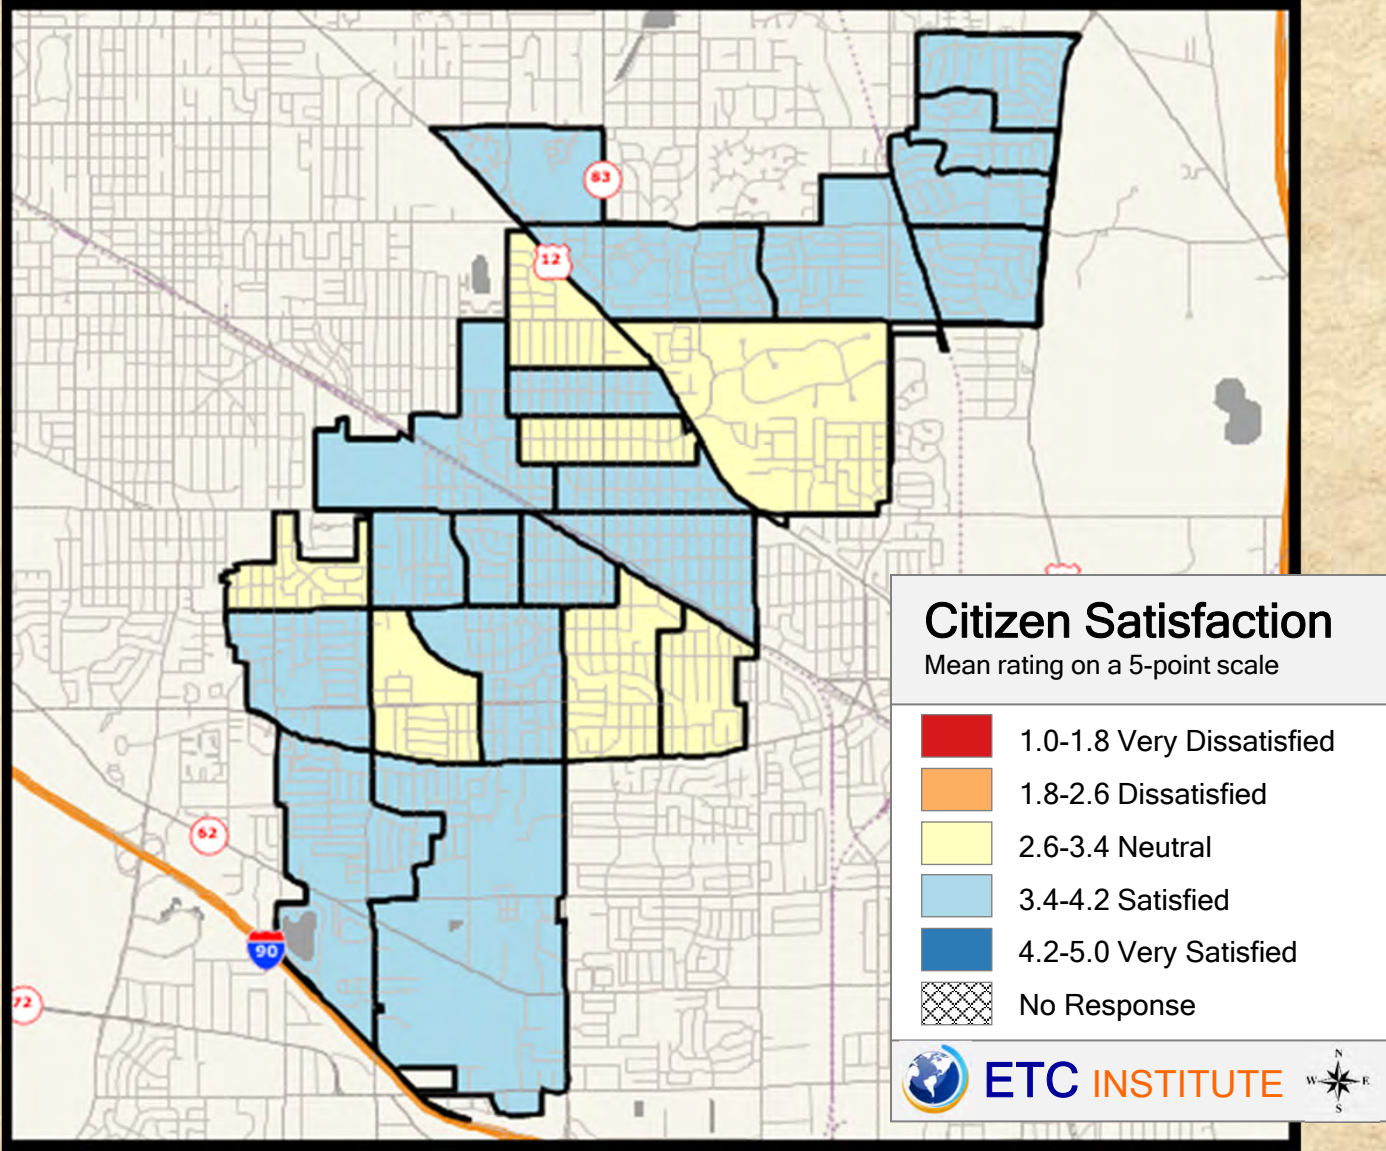 83
12
62
90
72
Citizen Satisfaction
Mean rating on a 5-point scale
1.0-1.8 Very Dissatisfied
1.8-2.6 Dissatisfied
2.6-3.4 Neutral
3.4-4.2 Satisfied
4.2-5.0 Very Satisfied
No Response
ETC INSTITUTE
N
W E
S